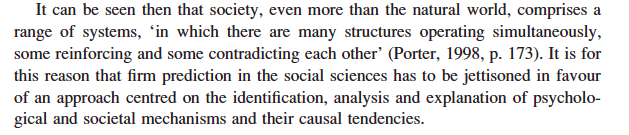 It can be seen then that society, even more than the natural world, comprises a
range of systems, ‘in which there are many structures operating simultaneously,
some reinforcing and some contradicting each other’ (Porter, 1998, p. 173). It is for
this reason that firm prediction in the social sciences has to be jettisoned in favour
of an approach centred on the identification, analysis and explanation of psycholo-
gical and societal mechanisms and their causal tendencies.